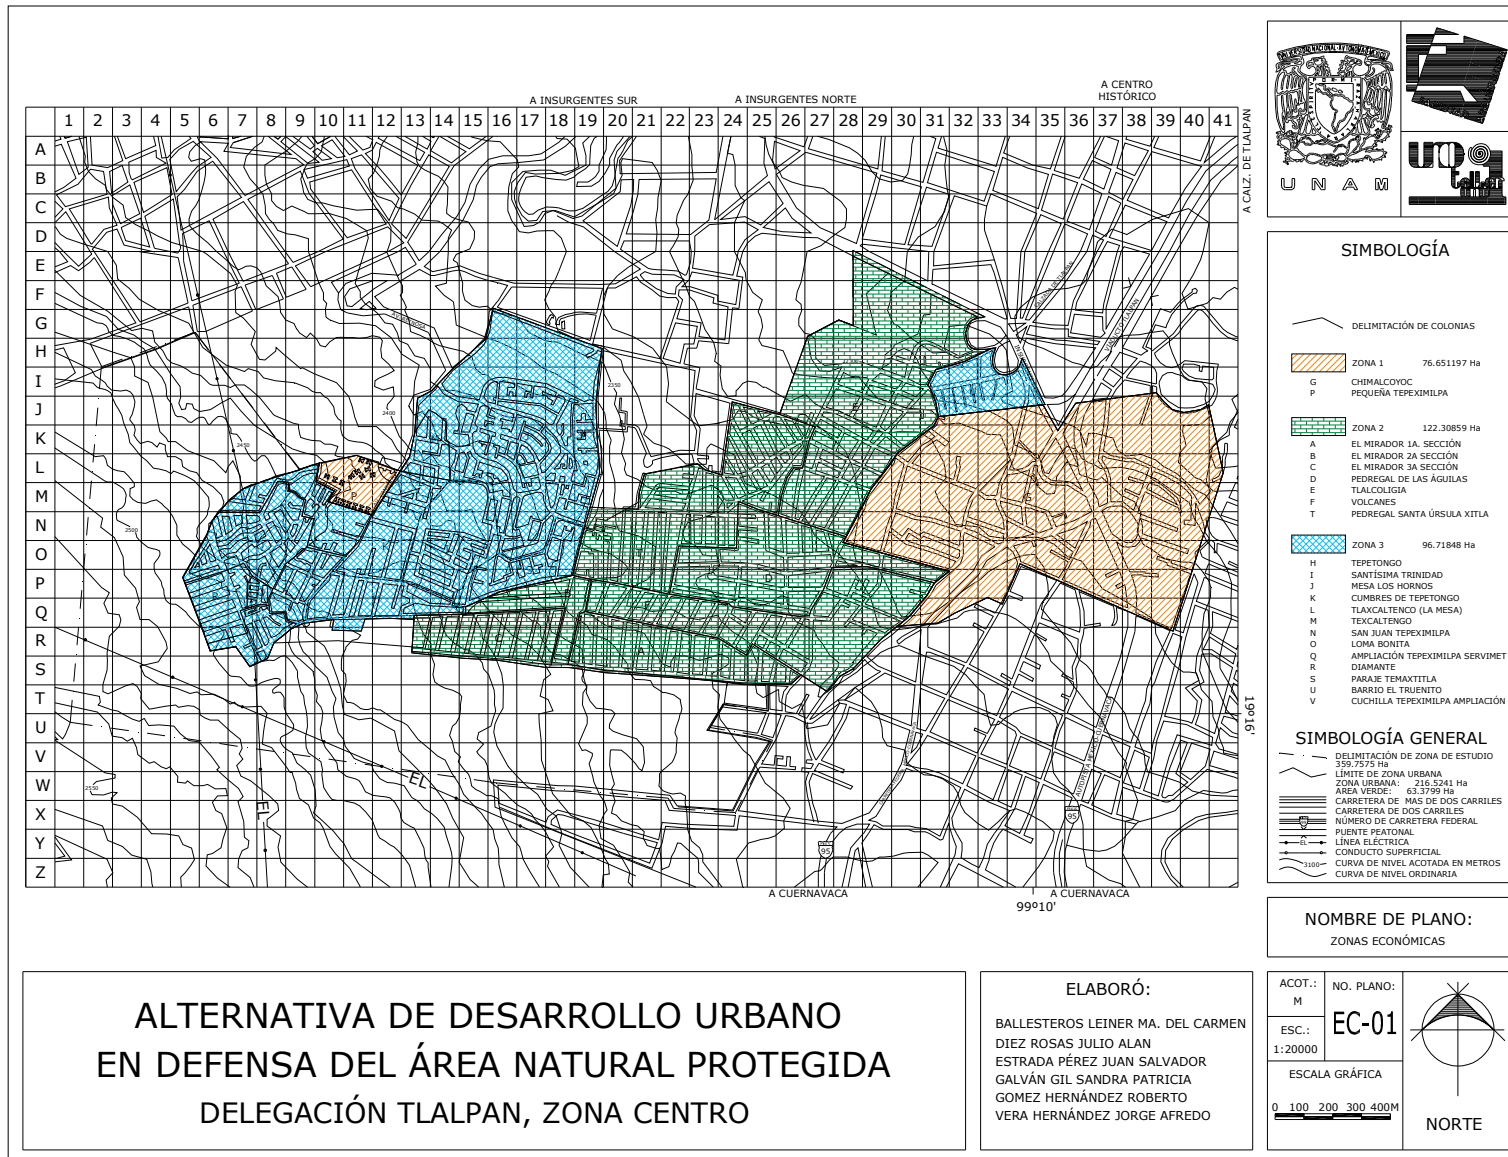 A INSURGENTES SUR
A INSURGENTES NORTE
A CENTRO
HISTÓRICO
A CALZ. DE TLALPAN
1 2 3 4 5 6 7 8 9 10 11 12 13 14 15 16 17 18 19 20 21 22 23 24 25 26 27 28 29 30 31 32 33 34 35 36 37 38 39 40 41
A
B
C
D
E
F
G
H
I
J
K
L
M
N
O
P
Q
R
S
T
U
V
W
X
Y
Z
2350
2400
2450
2500
2550
P
EL
EL
95
95
19º16'
A CUERNAVACA
99º10'
A CUERNAVACA
UNAM
SIMBOLOGÍA
DELIMITACIÓN DE COLONIAS
ZONA 1 76.651197 Ha
G CHIMALCOYOC
P PEQUEÑA TEPEXIMILPA
ZONA 2 122.30859 Ha
A EL MIRADOR 1A. SECCIÓN
B EL MIRADOR 2A SECCIÓN
C EL MIRADOR 3A SECCIÓN
D PEDREGAL DE LAS ÁGUILAS
E TLALCOLIGIA
F VOLCANES
T PEDREGAL SANTA ÚRSULA XITLA
ZONA 3 96.71848 Ha
H TEPETONGO
I SANTÍSIMA TRINIDAD
J MESA LOS HORNOS
K CUMBRES DE TEPETONGO
L TLAXCALTENCO (LA MESA)
M TEXCALTENGO
N SAN JUAN TEPEXIMILPA
O LOMA BONITA
Q AMPLIACIÓN TEPEXIMILPA SERVIMET
R DIAMANTE
S PARAJE TEMAXTITLA
U BARRIO EL TRUENITO
V CUCHILLA TEPEXIMILPA AMPLIACIÓN
SIMBOLOGÍA GENERAL
DELIMITACIÓN DE ZONA DE ESTUDIO
359.7575 Ha
LÍMITE DE ZONA URBANA
ZONA URBANA: 216.5241 Ha
AREA VERDE: 63.3799 Ha
CARRETERA DE MAS DE DOS CARRILES
CARRETERA DE DOS CARRILES
NÚMERO DE CARRETERA FEDERAL
PUENTE PEATONAL
EL LÍNEA ELÉCTRICA
CONDUCTO SUPERFICIAL
3100 CURVA DE NIVEL ACOTADA EN METROS
CURVA DE NIVEL ORDINARIA
NOMBRE DE PLANO:
ZONAS ECONÓMICAS
ALTERNATIVA DE DESARROLLO URBANO
EN DEFENSA DEL ÁREA NATURAL PROTEGIDA
DELEGACIÓN TLALPAN, ZONA CENTRO
ELABORÓ:
BALLESTEROS LEINER MA. DEL CARMEN
DIEZ ROSAS JULIO ALAN
ESTRADA PÉREZ JUAN SALVADOR
GALVÁN GIL SANDRA PATRICIA
GOMEZ HERNÁNDEZ ROBERTO
VERA HERNÁNDEZ JORGE AFREDO
ACOT.:
M
ESC.:
1:20000
NO. PLANO:
EC-01
ESCALA GRÁFICA
0 100 200 300 400M
NORTE